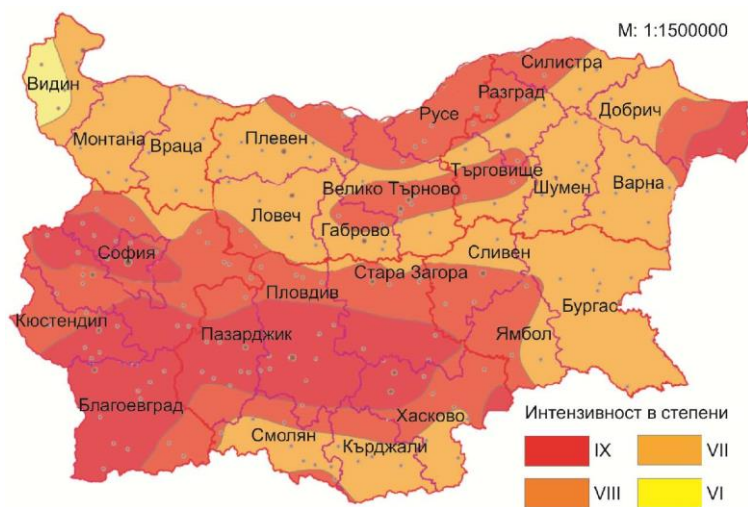 М: 1:1500000
Силистра
Видин
Разград
Добрич
Русе
Монтана
Плевен
Враца
Търговище
Велико Търново
Шумен
Варна
Ловеч
Габрово
София
Сливен
Стара Загора
Пловдив
Бургас
Кюстендил
Пазарджик
Ямбол
Благоевград
Хасково
Смолян
Кърджали
Интензивност в степени
IX
VII
VIII
VI